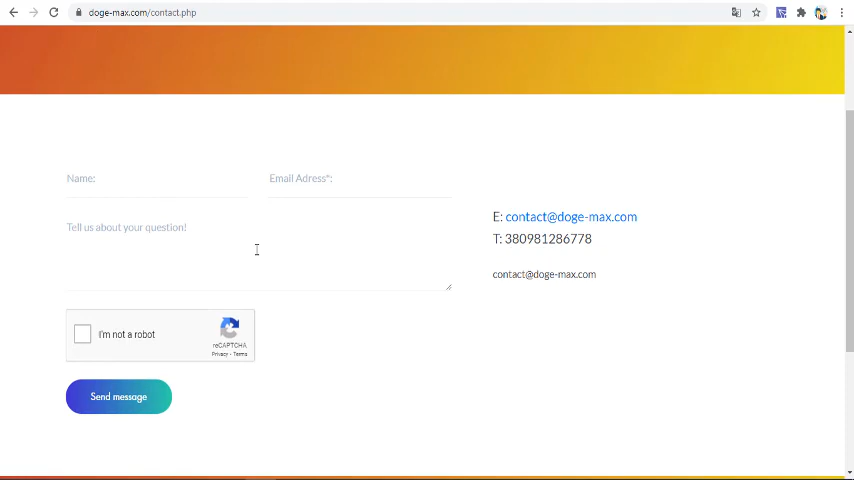 doge-max.com/contact.php
Name:
Email Adress*:
Tell us about your question!
E: contact@doge-max.com
T: 380981286778
contact@doge-max.com
I'm not a robot
reCAPTCHA
Privacy - Terms
Send message